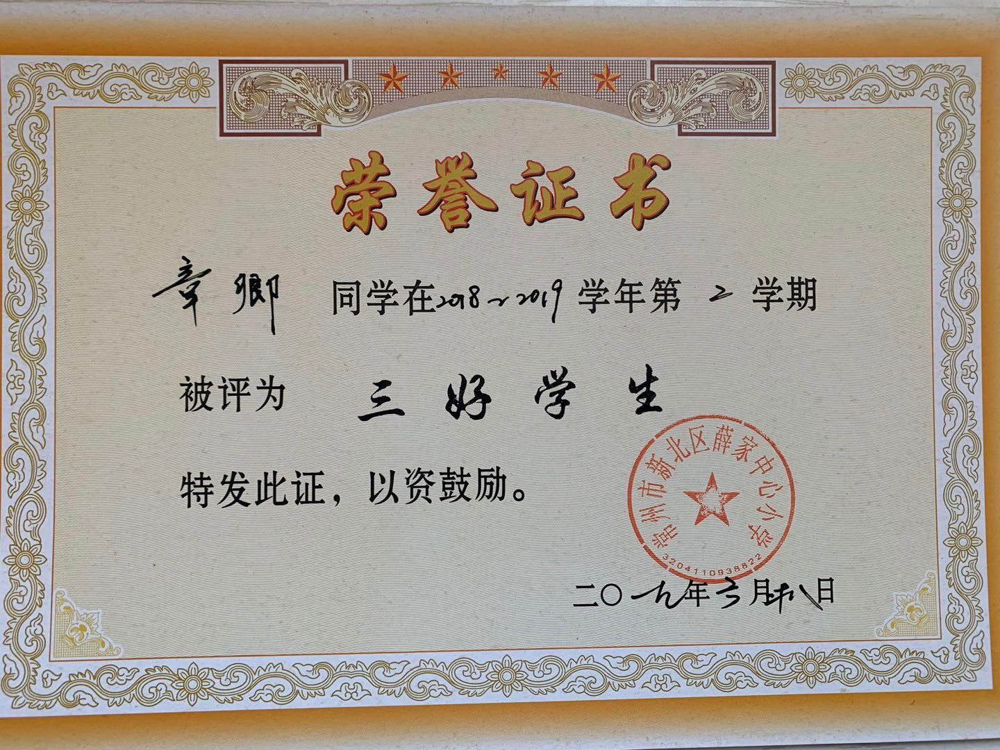 荣誉证书
章卿 同学在2018~2019学年第2学期
被评为 三好学生
特发此证，以资鼓励。
常州市新北区薛家中心小学
3204110938822
二〇一九年六月十八日